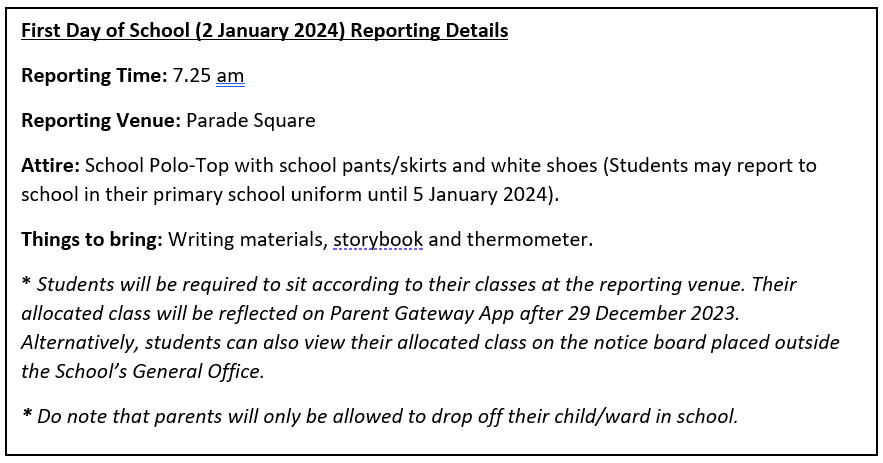 First Day of School (2 January 2024) Reporting Details
Reporting Time: 7.25 am
Reporting Venue: Parade Square
Attire: School Polo-Top with school pants/skirts and white shoes (Students may report to
school in their primary school uniform until 5 January 2024).
Things to bring: Writing materials, storybook and thermometer.
* Students will be required to sit according to their classes at the reporting venue. Their
allocated class will be reflected on Parent Gateway App after 29 December 2023.
Alternatively, students can also view their allocated class on the notice board placed outside
the School’s General Office.
* Do note that parents will only be allowed to drop off their child/ward in school.